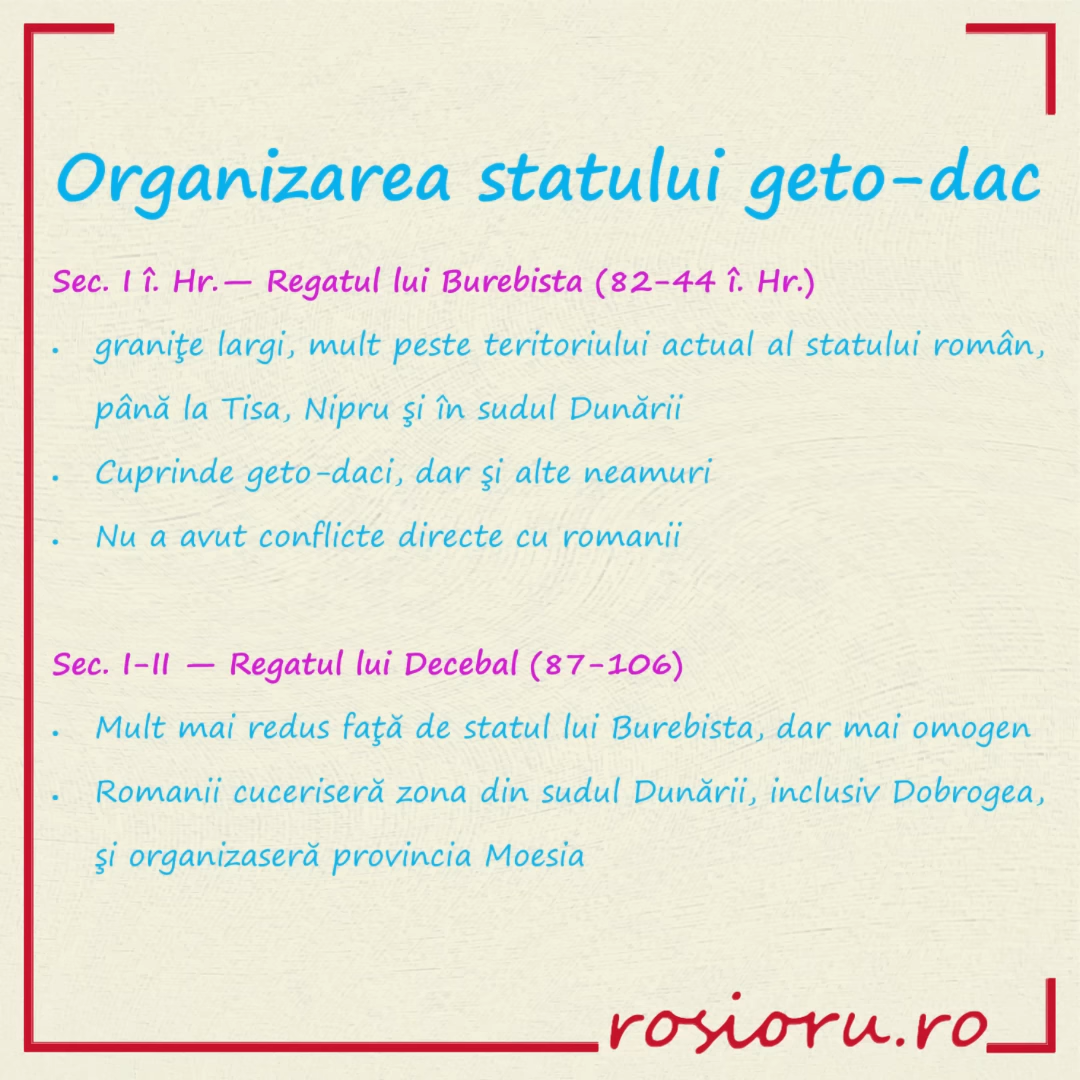 Organizarea statului geto-dac
Sec. I î. Hr.— Regatul lui Burebista (82-44 î. Hr.)
• graniţe largi, mult peste teritoriului actual al statului român,
până la Tisa, Nipru şi în sudul Dunării
• Cuprinde geto-daci, dar şi alte neamuri
• Nu a avut conflicte directe cu romanii
Sec. I-II — Regatul lui Decebal (87-106)
• Mult mai redus faţă de statul lui Burebista, dar mai omogen
• Romanii cuceriseră zona din sudul Dunării, inclusiv Dobrogea,
şi organizaseră provincia Moesia
rosioru.ro